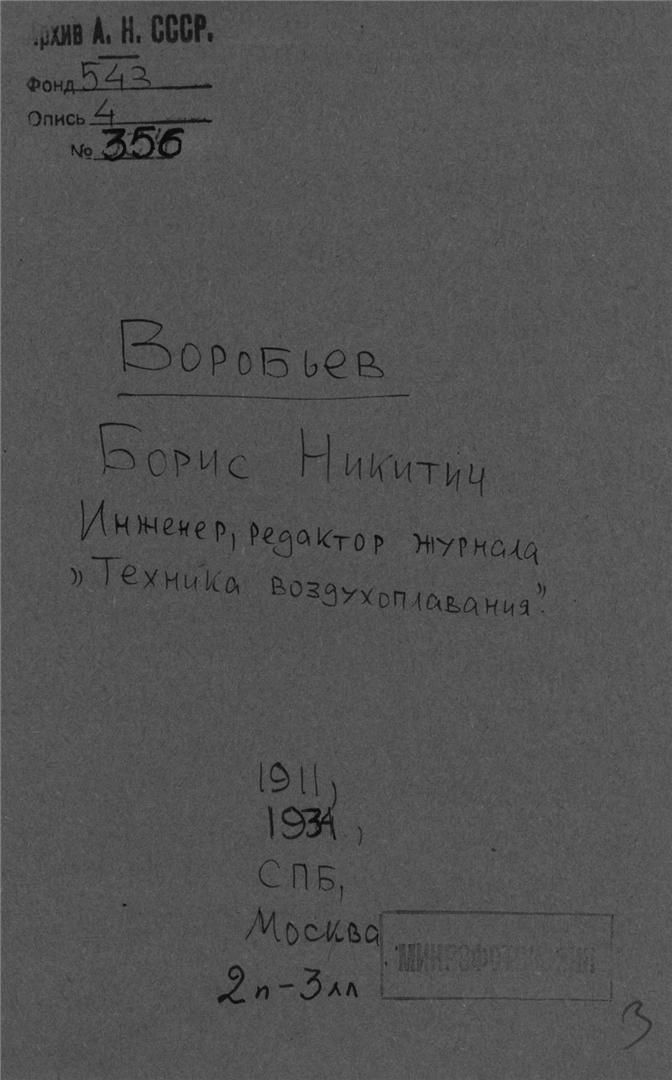 Архив А. Н. СССР.
Фонд 543
Опись 4
№ 356
Воробьев
Борис Никитич
Инженер, редактор журнала
„Техника воздухоплавания".
1911,
1934,
СПБ,
Москва
2п-3лл
3